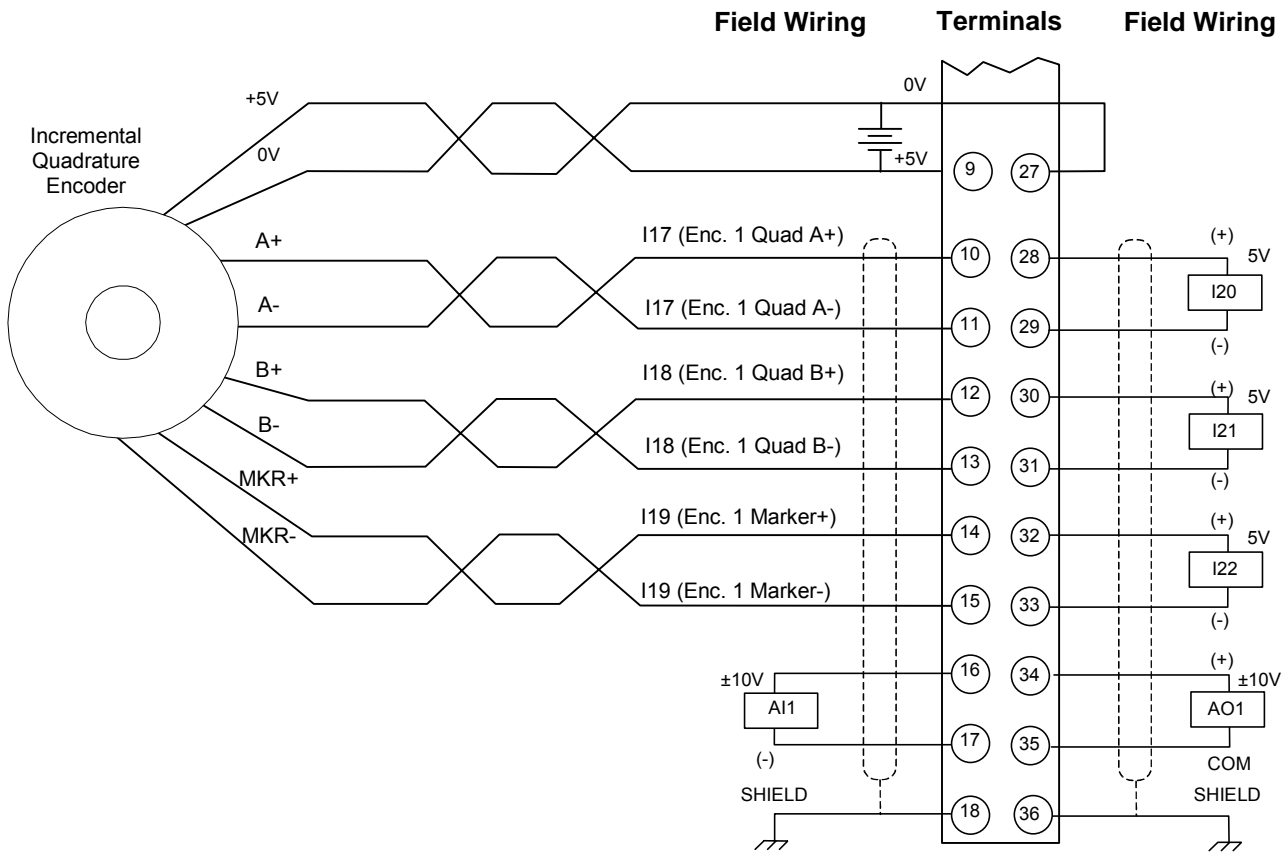 Field Wiring Terminals Field Wiring
0V
+5V
Incremental
Quadrature
Encoder
0V
+5V
9 27
A+
I17 (Enc. 1 Quad A+)
10 28
(+)
5V
I20
A-
I17 (Enc. 1 Quad A-)
11 29
(-)
B+
I18 (Enc. 1 Quad B+)
12 30
(+)
5V
I21
B-
I18 (Enc. 1 Quad B-)
13 31
(-)
MKR+
I19 (Enc. 1 Marker+)
14 32
(+)
5V
I22
MKR-
I19 (Enc. 1 Marker-)
15 33
(-)
±10V
AI1
16 34
(+)
±10V
AO1
(-)
17 35
COM
SHIELD
18 36
SHIELD